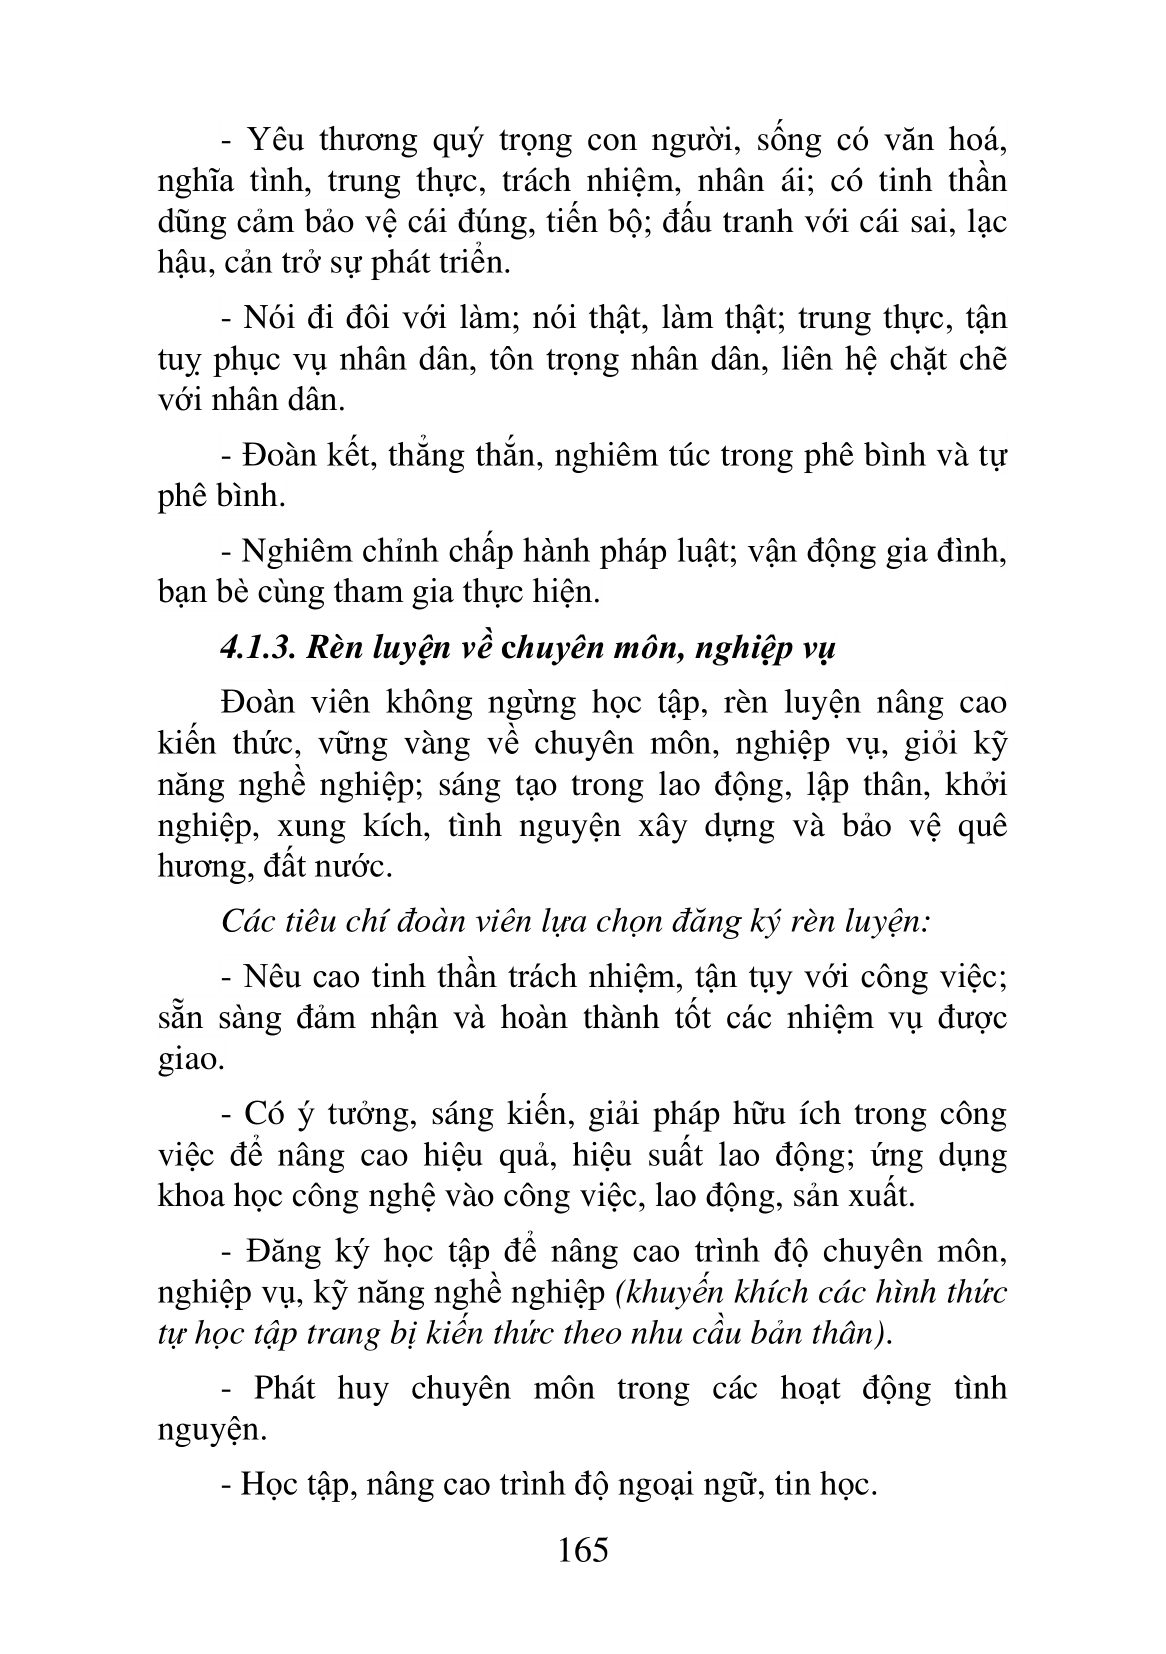 - Yêu thương quý trọng con người, sống có văn hoá,
nghĩa tình, trung thực, trách nhiệm, nhân ái; có tinh thần
dũng cảm bảo vệ cái đúng, tiến bộ; đấu tranh với cái sai, lạc
hậu, cản trở sự phát triển.
- Nói đi đôi với làm; nói thật, làm thật; trung thực, tận
tuỵ phục vụ nhân dân, tôn trọng nhân dân, liên hệ chặt chẽ
với nhân dân.
- Đoàn kết, thẳng thắn, nghiêm túc trong phê bình và tự
phê bình.
- Nghiêm chỉnh chấp hành pháp luật; vận động gia đình,
bạn bè cùng tham gia thực hiện.
4.1.3. Rèn luyện về chuyên môn, nghiệp vụ
Đoàn viên không ngừng học tập, rèn luyện nâng cao
kiến thức, vững vàng về chuyên môn, nghiệp vụ, giỏi kỹ
năng nghề nghiệp; sáng tạo trong lao động, lập thân, khởi
nghiệp, xung kích, tình nguyện xây dựng và bảo vệ quê
hương, đất nước.
Các tiêu chí đoàn viên lựa chọn đăng ký rèn luyện:
- Nêu cao tinh thần trách nhiệm, tận tụy với công việc;
sẵn sàng đảm nhận và hoàn thành tốt các nhiệm vụ được
giao.
- Có ý tưởng, sáng kiến, giải pháp hữu ích trong công
việc để nâng cao hiệu quả, hiệu suất lao động; ứng dụng
khoa học công nghệ vào công việc, lao động, sản xuất.
- Đăng ký học tập để nâng cao trình độ chuyên môn,
nghiệp vụ, kỹ năng nghề nghiệp (khuyến khích các hình thức
tự học tập trang bị kiến thức theo nhu cầu bản thân).
- Phát huy chuyên môn trong các hoạt động tình
nguyện.
- Học tập, nâng cao trình độ ngoại ngữ, tin học.
165